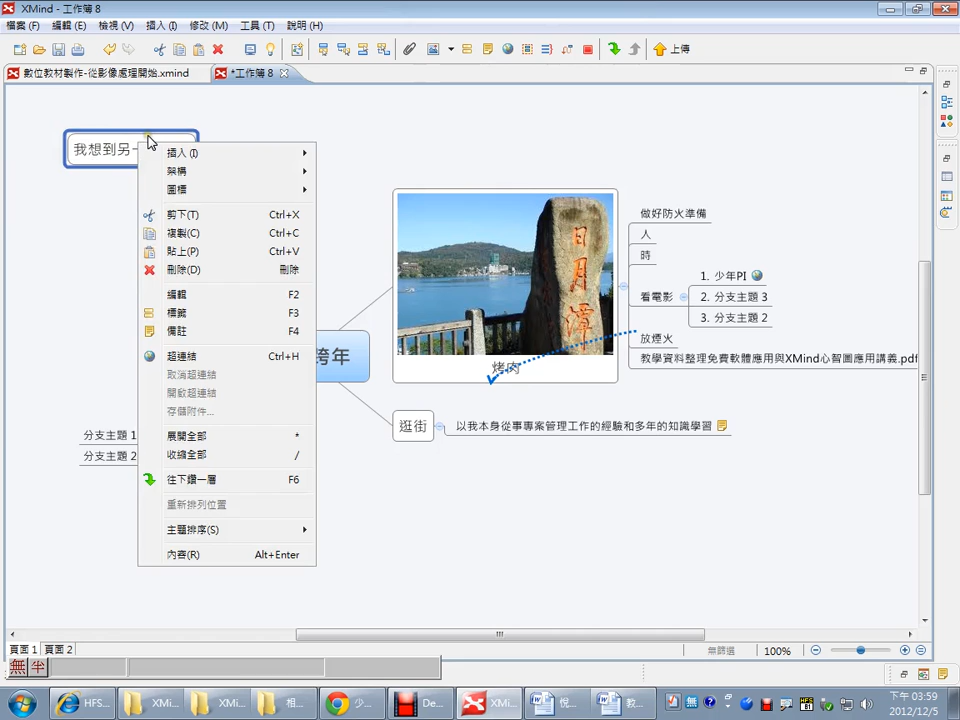 XMind - 工作簿 8
檔案 (F) 編輯 (E) 檢視 (V) 插入 (I) 修改 (M) 工具 (T) 說明 (H)
上傳
數位教材製作-從影像處理開始.xmind
*工作簿 8
我想到另一
插入 (I)
架構
圖標
剪下(T) Ctrl+X
複製(C) Ctrl+C
貼上(P) Ctrl+V
刪除(D) 刪除
編輯 F2
標籤 F3
備註 F4
超連結 Ctrl+H
取消超連結
開啟超連結
存儲附件...
展開全部 *
收縮全部 /
往下鑽一層 F6
重新排列位置
主題排序(S)
內容(R) Alt+Enter
跨年
分支主題 1
分支主題 2
日月潭
烤肉
做好防火準備
人
時
看電影
1. 少年PI
2. 分支主題 3
3. 分支主題 2
放煙火
教學資料整理免費軟體應用與XMind心智圖應用講義.pdf
逛街
以我本身從事專案管理工作的經驗和多年的知識學習
頁面 1 頁面 2
無篩選 100%
無 半
HFS... XMi... XMi... 相... 少... De... XMi... 悅... 教...
下午 03:59
2012/12/5